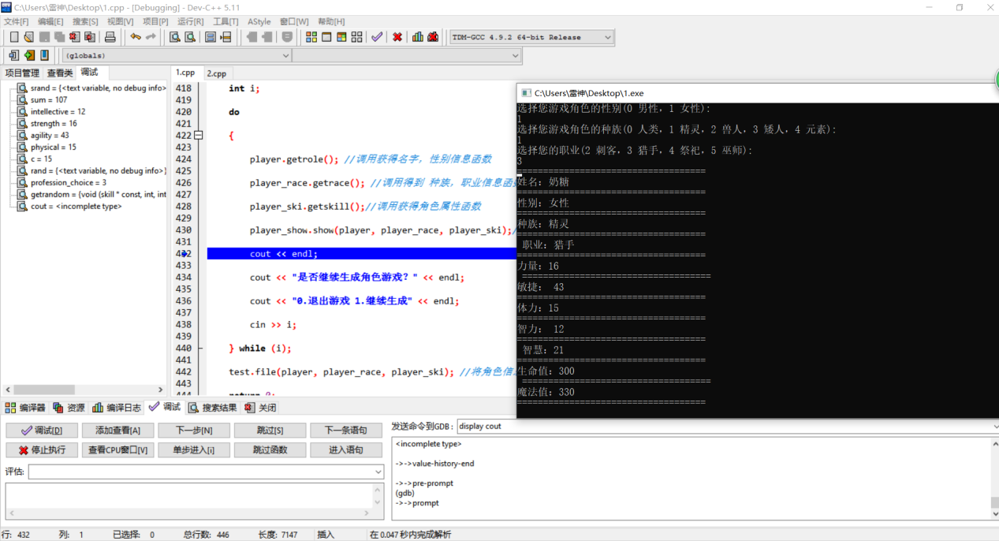 C:\Users\雷神\Desktop\1.cpp - [Debugging] - Dev-C++ 5.11
文件[F] 编辑[E] 搜索[S] 视图[V] 项目[P] 运行[R] 工具[T] AStyle 窗口[W] 帮助[H]
TDM-GCC 4.9.2 64-bit Release
(globals)
项目管理 查看类 调试
srand = {<text variable, no debug info>
sum = 107
intellective = 12
strength = 16
agility = 43
physical = 15
c = 15
rand = {<text variable, no debug info>}
profession_choice = 3
getrandom = {void (skill * const, int, int
cout = <incomplete type>
1.cpp 2.cpp
418 int i;
419
420 do
421
422 {
423
424 player.getrole(); //调用获得名字，性别信息函数
425
426 player_race.getrace(); //调用得到 种族，职业信息函
427
428 player_ski.getskill();//调用获得角色属性函数
429
430 player_show.show(player, player_race, player_ski);/
431
432 cout << endl;
433
434 cout << "是否继续生成角色游戏？" << endl;
435
436 cout << "0.退出游戏 1.继续生成" << endl;
437
438 cin >> i;
439
440 } while (i);
441
442 test.file(player, player_race, player_ski); //将角色信
443
444 return 0;
C:\Users\雷神\Desktop\1.exe
选择您游戏角色的性别(0 男性，1 女性):
1
选择您游戏角色的种族(0 人类，1 精灵，2 兽人，3 矮人，4 元素):
1
选择您的职业(2 刺客，3 猎手，4 祭祀，5 巫师):
3
====================================
姓名：奶糖
====================================
性别：女性
====================================
种族：精灵
====================================
职业：猎手
====================================
力量：16
====================================
敏捷： 43
====================================
体力：15
====================================
智力： 12
====================================
智慧：21
====================================
生命值：300
====================================
魔法值：330
====================================
编译器 资源 编译日志 调试 搜索结果 关闭
调试[D] 添加查看[A] 下一步[N] 跳过[S] 下一条语句
停止执行 查看CPU窗口[V] 单步进入[i] 跳过函数 进入语句
评估:
发送命令到GDB: display cout
<incomplete type>
->->value-history-end
->->pre-prompt
(gdb)
->->prompt
行: 432 列: 1 已选择: 0 总行数: 446 长度: 7147 插入 在 0.047 秒内完成解析